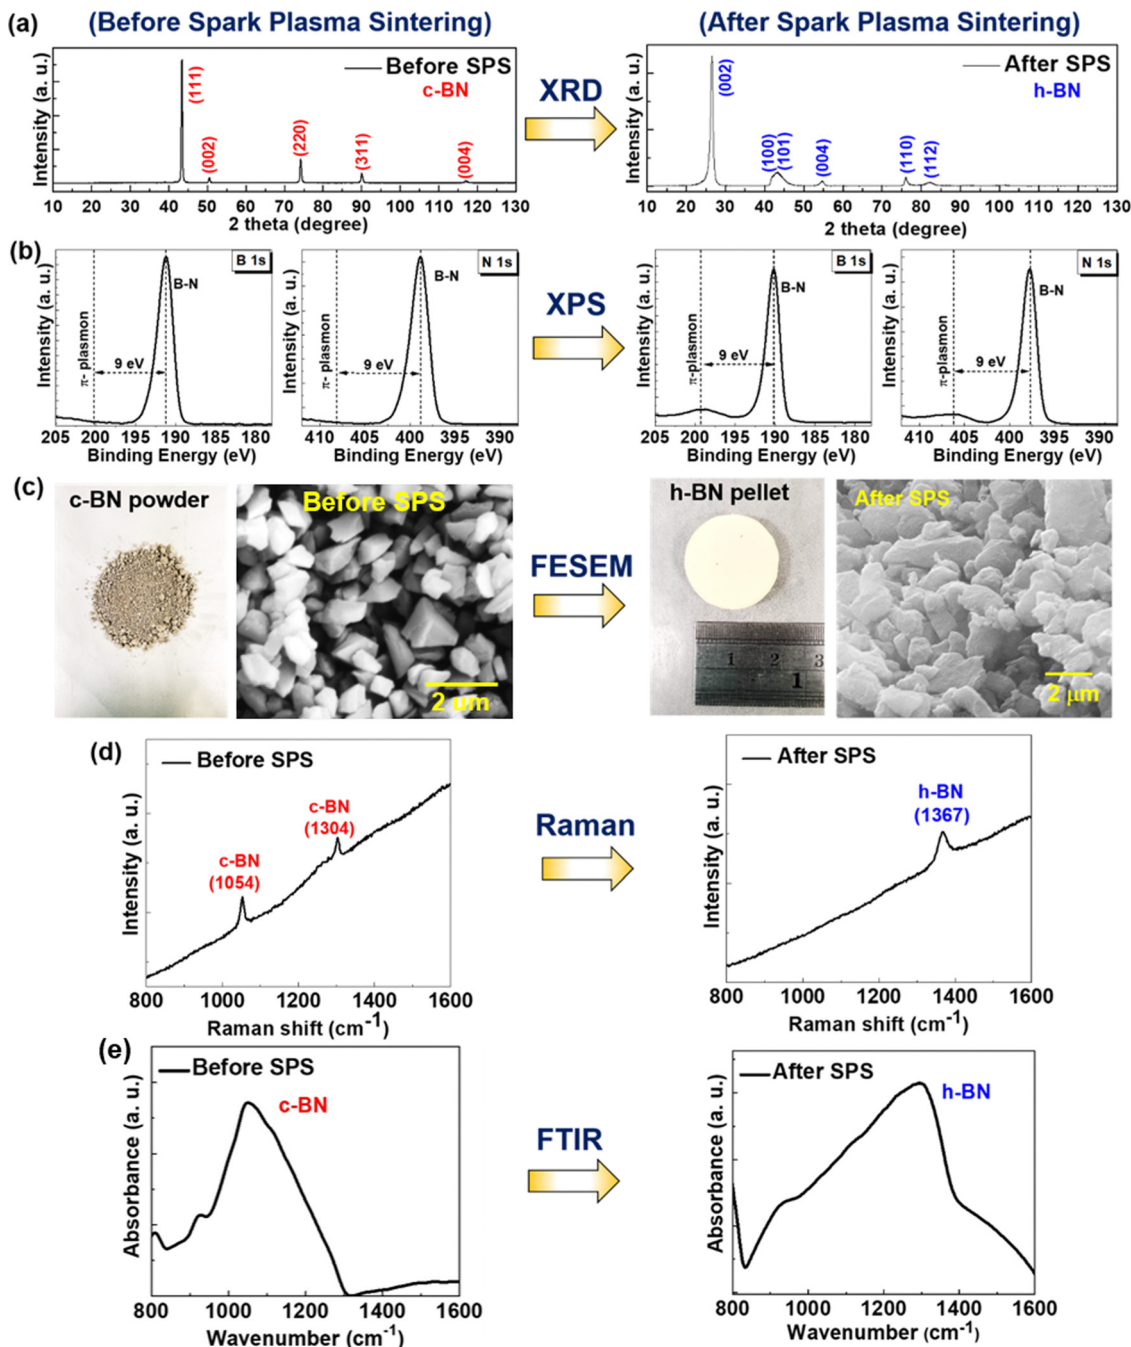 (a)
(Before Spark Plasma Sintering)
(After Spark Plasma Sintering)
Intensity (a. u.)
Before SPS
c-BN
(111)
(002)
(220)
(311)
(004)
10 20 30 40 50 60 70 80 90 100 110 120 130
2 theta (degree)
XRD
Intensity (a. u.)
After SPS
h-BN
(002)
(100)
(101)
(004)
(110)
(112)
10 20 30 40 50 60 70 80 90 100 110 120 130
2 theta (degree)
(b)
Intensity (a. u.)
B 1s
B-N
π- plasmon
9 eV
205 200 195 190 185 180
Binding Energy (eV)
Intensity (a. u.)
N 1s
B-N
π- plasmon
9 eV
410 405 400 395 390
Binding Energy (eV)
XPS
Intensity (a. u.)
B 1s
B-N
π-plasmon
9 eV
205 200 195 190 185 180
Binding Energy (eV)
Intensity (a. u.)
N 1s
B-N
π-plasmon
9 eV
410 405 400 395 390
Binding Energy (eV)
(c)
c-BN powder
Before SPS
2 um
FESEM
h-BN pellet
1 2 3
1
After SPS
2 μm
(d)
Intensity (a. u.)
Before SPS
c-BN
(1304)
c-BN
(1054)
800 1000 1200 1400 1600
Raman shift (cm-1)
Raman
Intensity (a. u.)
After SPS
h-BN
(1367)
800 1000 1200 1400 1600
Raman shift (cm-1)
(e)
Absorbance (a. u.)
Before SPS
c-BN
800 1000 1200 1400 1600
Wavenumber (cm-1)
FTIR
Absorbance (a. u.)
After SPS
h-BN
800 1000 1200 1400 1600
Wavenumber (cm-1)